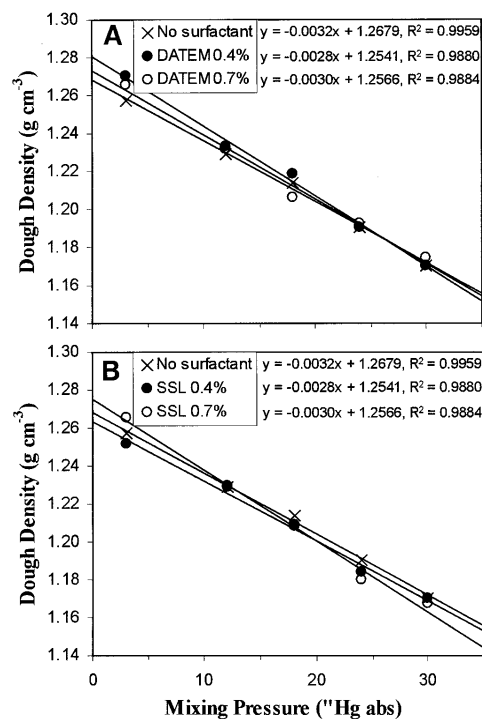 A
No surfactant y = -0.0032x + 1.2679, R² = 0.9959
DATEM 0.4% y = -0.0028x + 1.2541, R² = 0.9880
DATEM 0.7% y = -0.0030x + 1.2566, R² = 0.9884
1.30
1.28
1.26
1.24
1.22
1.20
1.18
1.16
1.14
Dough Density (g cm⁻³)
B
No surfactant y = -0.0032x + 1.2679, R² = 0.9959
SSL 0.4% y = -0.0028x + 1.2541, R² = 0.9880
SSL 0.7% y = -0.0030x + 1.2566, R² = 0.9884
1.30
1.28
1.26
1.24
1.22
1.20
1.18
1.16
1.14
Dough Density (g cm⁻³)
0 10 20 30
Mixing Pressure ("Hg abs)